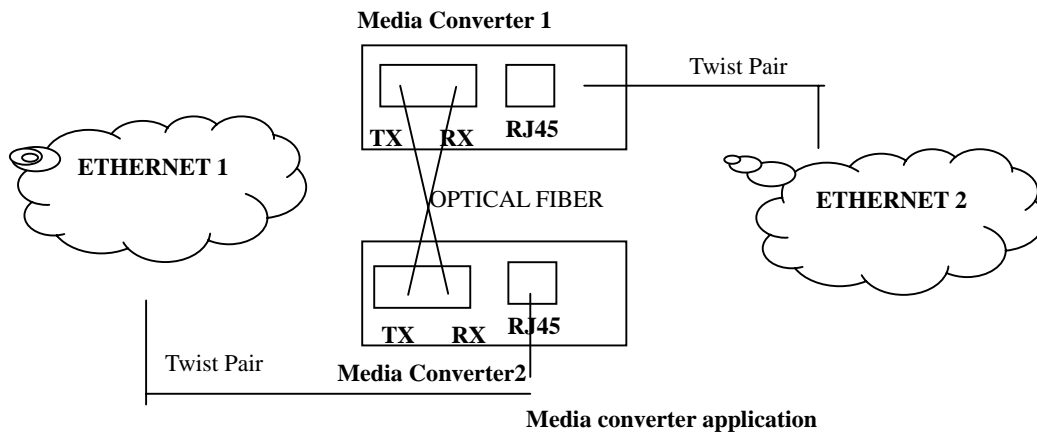 Media Converter 1
Twist Pair
TX RX RJ45
ETHERNET 1
OPTICAL FIBER
ETHERNET 2
TX RX RJ45
Twist Pair
Media Converter2
Media converter application